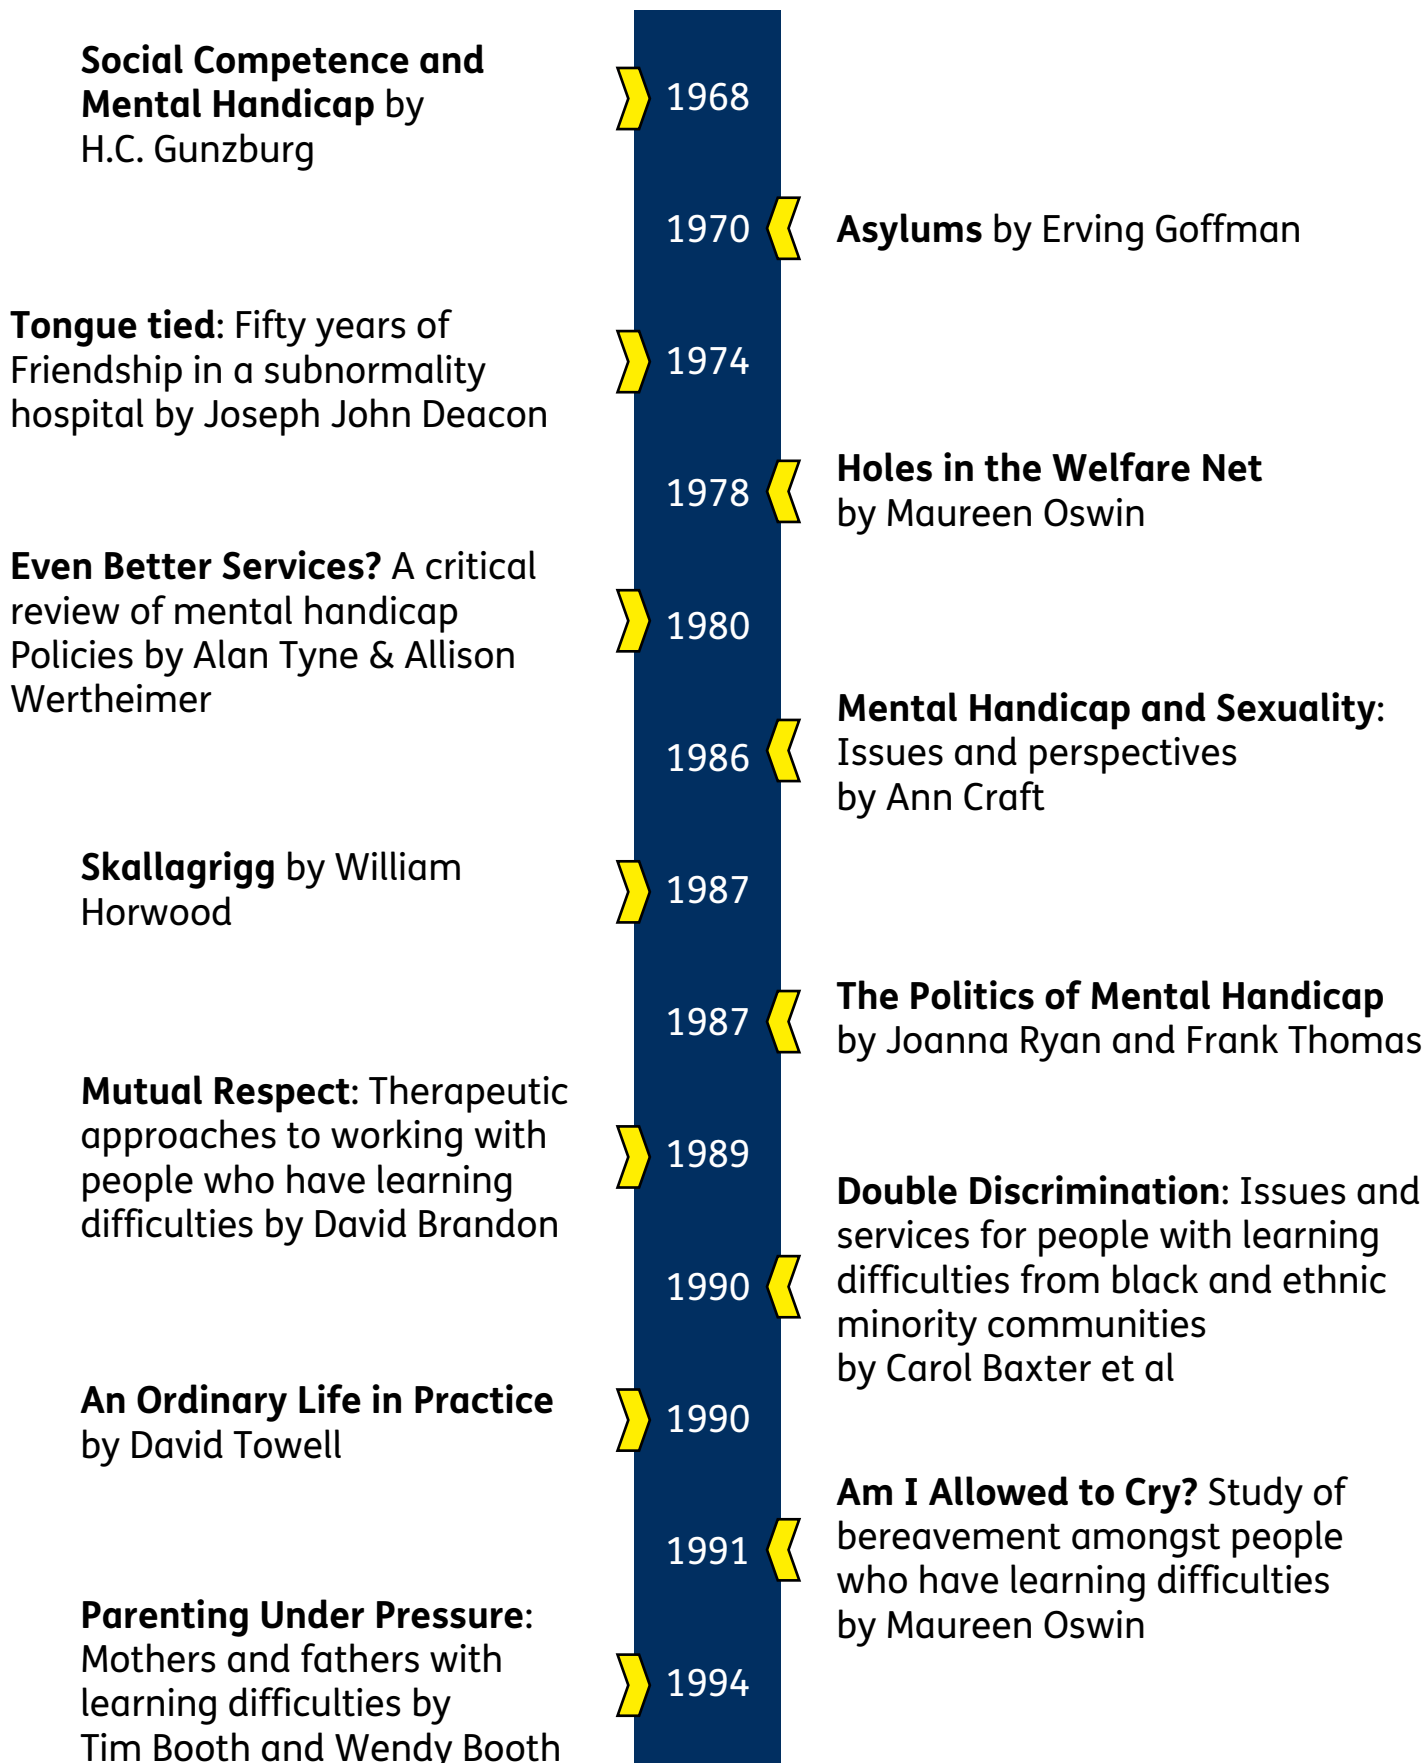 Social Competence and
Mental Handicap by
H.C. Gunzburg
1968
1970
Asylums by Erving Goffman
Tongue tied: Fifty years of
Friendship in a subnormality
hospital by Joseph John Deacon
1974
1978
Holes in the Welfare Net
by Maureen Oswin
Even Better Services? A critical
review of mental handicap
Policies by Alan Tyne & Allison
Wertheimer
1980
1986
Mental Handicap and Sexuality:
Issues and perspectives
by Ann Craft
Skallagrigg by William
Horwood
1987
1987
The Politics of Mental Handicap
by Joanna Ryan and Frank Thomas
Mutual Respect: Therapeutic
approaches to working with
people who have learning
difficulties by David Brandon
1989
1990
Double Discrimination: Issues and
services for people with learning
difficulties from black and ethnic
minority communities
by Carol Baxter et al
An Ordinary Life in Practice
by David Towell
1990
1991
Am I Allowed to Cry? Study of
bereavement amongst people
who have learning difficulties
by Maureen Oswin
Parenting Under Pressure:
Mothers and fathers with
learning difficulties by
Tim Booth and Wendy Booth
1994